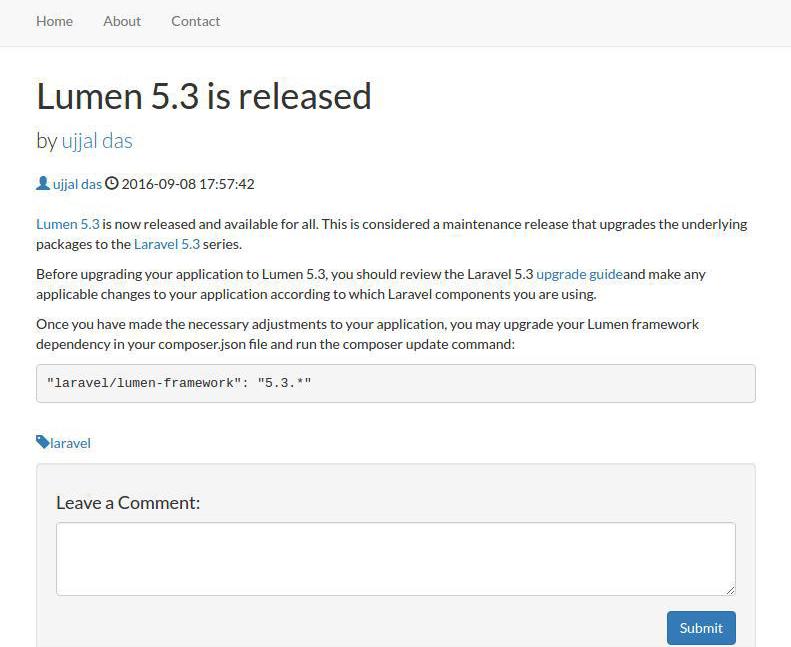 Home About Contact
Lumen 5.3 is released
by ujjal das
ujjal das 2016-09-08 17:57:42
Lumen 5.3 is now released and available for all. This is considered a maintenance release that upgrades the underlying
packages to the Laravel 5.3 series.
Before upgrading your application to Lumen 5.3, you should review the Laravel 5.3 upgrade guideand make any
applicable changes to your application according to which Laravel components you are using.
Once you have made the necessary adjustments to your application, you may upgrade your Lumen framework
dependency in your composer.json file and run the composer update command:
"laravel/lumen-framework": "5.3.*"
laravel
Leave a Comment:
Submit